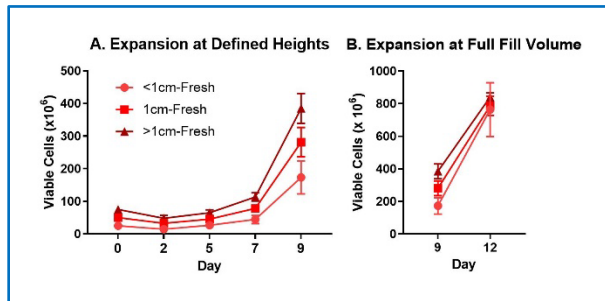 A. Expansion at Defined Heights
500
400
300
200
100
0
Viable Cells (x10⁶)
<1cm-Fresh
1cm-Fresh
>1cm-Fresh
0 2 5 7 9
Day
B. Expansion at Full Fill Volume
1000
800
600
400
200
0
Viable Cells (x 10⁶)
9 12
Day